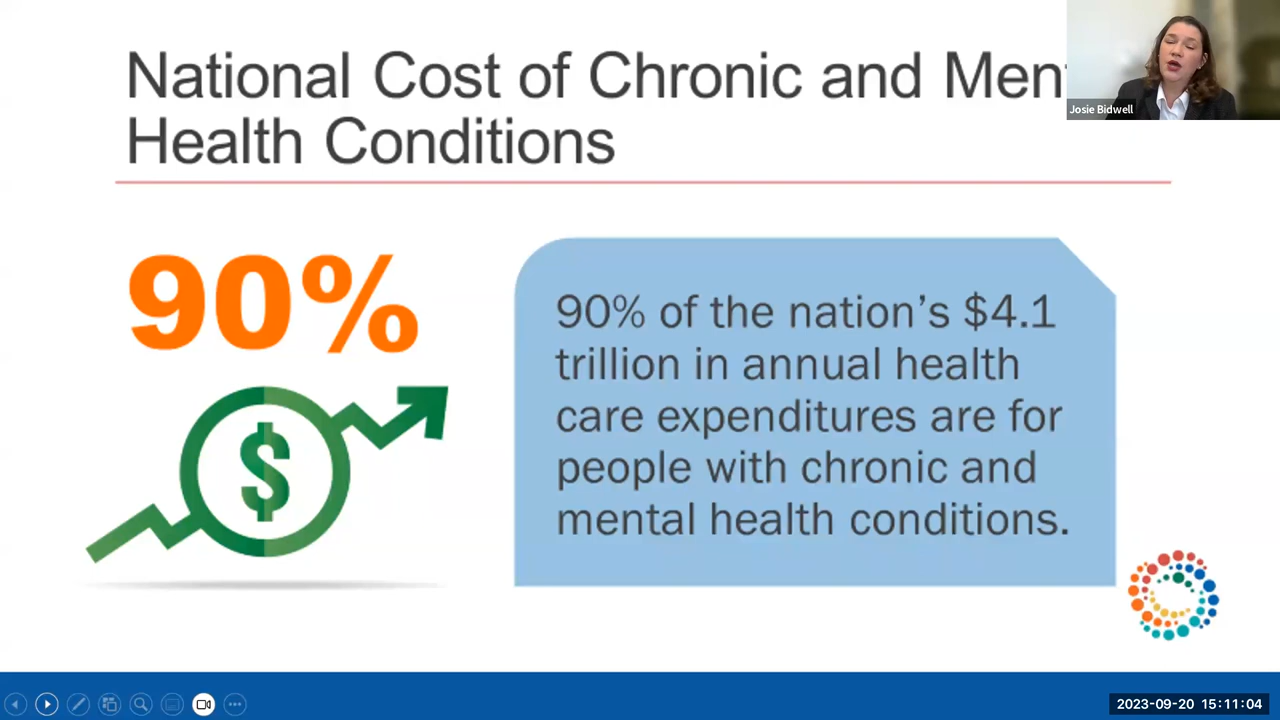 National Cost of Chronic and Ment
Health Conditions
Josie Bidwell
90%
$
90% of the nation’s $4.1
trillion in annual health
care expenditures are for
people with chronic and
mental health conditions.
2023-09-20 15:11:04